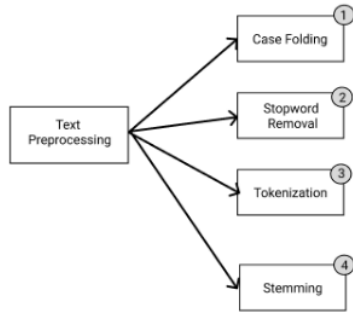 1
Case Folding
2
Stopword
Removal
Text
Preprocessing
3
Tokenization
4
Stemming